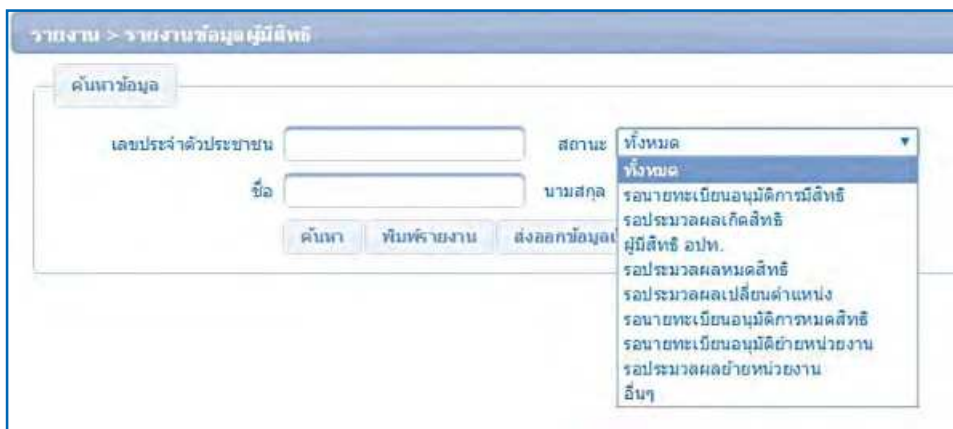 รายงาน > รายงานข้อมูลผู้มีสิทธิ
ค้นหาข้อมูล
เลขประจำตัวประชาชน สถานะ ทั้งหมด
ชื่อ นามสกุล
ค้นหา พิมพ์รายงาน ส่งออกข้อมูล
ทั้งหมด
รอนายทะเบียนอนุมัติการมีสิทธิ
รอประมวลผลเกิดสิทธิ
ผู้มีสิทธิ อปท.
รอประมวลผลหมดสิทธิ
รอประมวลผลเปลี่ยนตำแหน่ง
รอนายทะเบียนอนุมัติการหมดสิทธิ
รอนายทะเบียนอนุมัติย้ายหน่วยงาน
รอประมวลผลย้ายหน่วยงาน
อื่นๆ